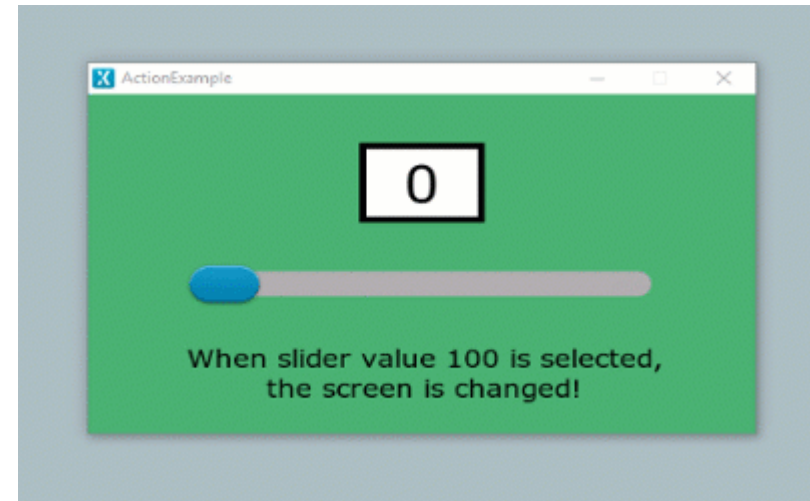 ActionExample
0
When slider value 100 is selected,
the screen is changed!